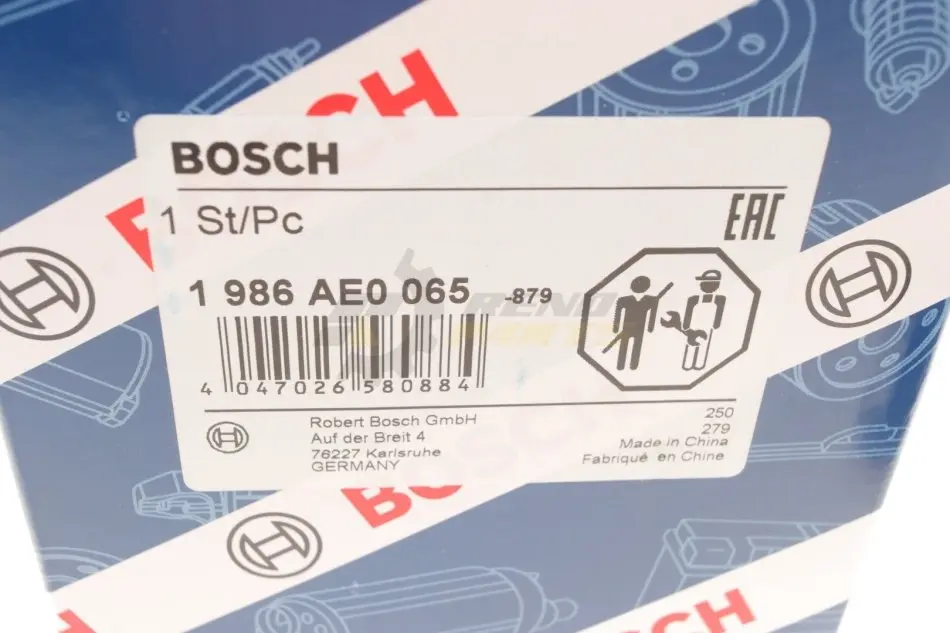 BOSCH
BOSCH
1 St/Pc
EAC
1 986 AE0 065 -879
4 047026 580884
Robert Bosch GmbH
Auf der Breit 4
76227 Karlsruhe
GERMANY
250
279
Made in China
Fabriqué en Chine
BOSCH